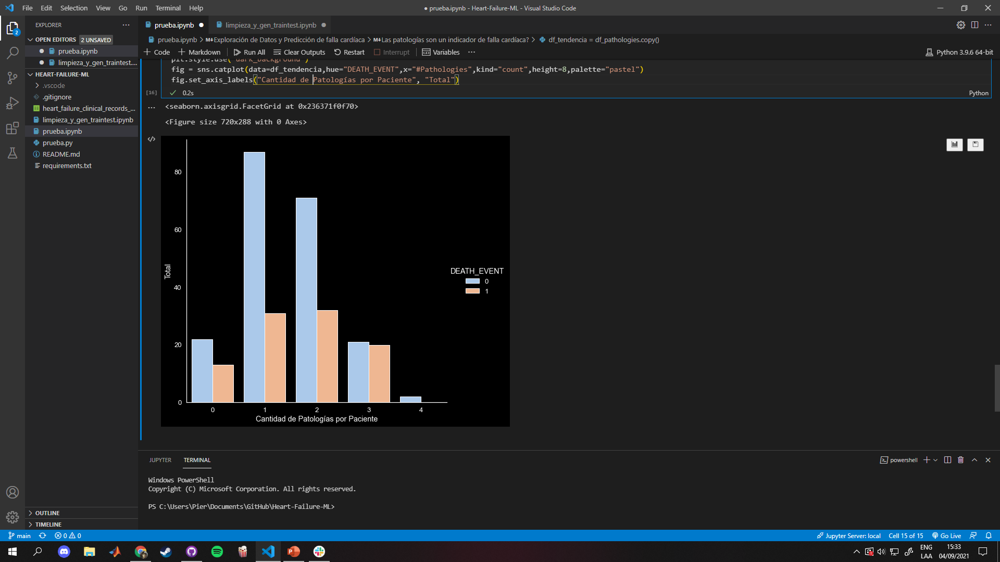 File Edit Selection View Go Run Terminal Help
● prueba.ipynb - Heart-Failure-ML - Visual Studio Code
EXPLORER
OPEN EDITORS 2 UNSAVED
prueba.ipynb
limpieza_y_gen_traintest....
HEART-FAILURE-ML
.vscode
.gitignore
heart_failure_clinical_records_...
limpieza_y_gen_traintest.ipynb
prueba.ipynb
prueba.py
README.md
requirements.txt
OUTLINE
TIMELINE
prueba.ipynb limpieza_y_gen_traintest.ipynb
prueba.ipynb > M↓Exploración de Datos y Predicción de falla cardíaca > M↓Las patologías son un indicador de falla cardíaca? > df_tendencia = df_pathologies.copy()
Code Markdown Run All Clear Outputs Restart Interrupt Variables ...
Python 3.9.6 64-bit
plt.style.use("dark_background")
fig = sns.catplot(data=df_tendencia,hue="DEATH_EVENT",x="#Pathologies",kind="count",height=8,palette="pastel")
fig.set_axis_labels("Cantidad de Patologías por Paciente", "Total")
[16] 0.2s Python
<seaborn.axisgrid.FacetGrid at 0x236371f0f70>
<Figure size 720x288 with 0 Axes>
80
60
40
20
0
Total
0 1 2 3 4
Cantidad de Patologías por Paciente
DEATH_EVENT
0
1
JUPYTER TERMINAL
powershell
Windows PowerShell
Copyright (C) Microsoft Corporation. All rights reserved.
PS C:\Users\Pier\Documents\GitHub\Heart-Failure-ML>
2
main 0 0
Jupyter Server: local Cell 15 of 15 Go Live
ENG
LAA
15:33
04/09/2021